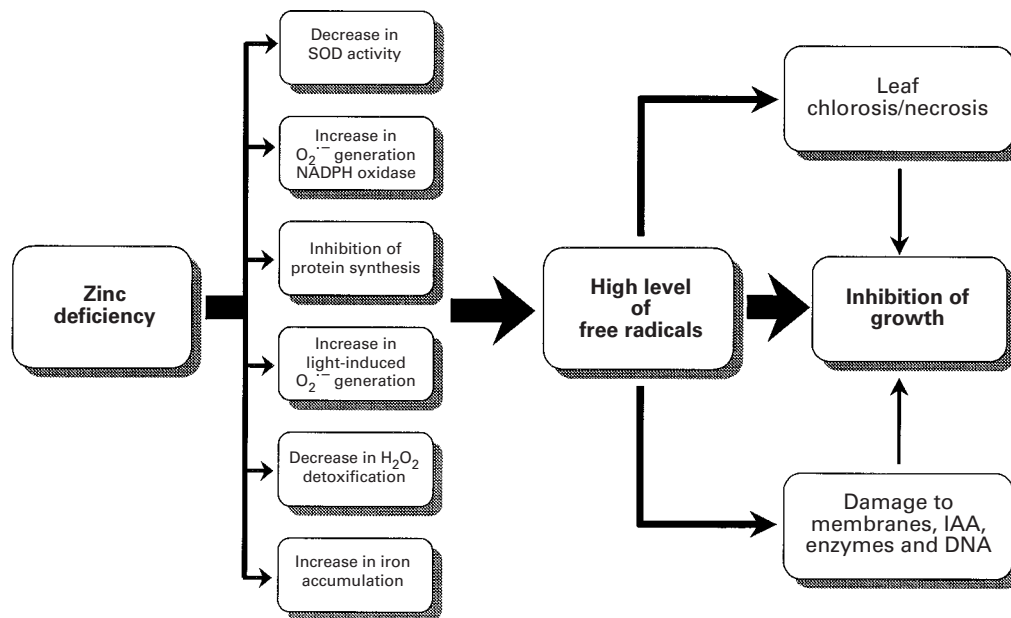 Zinc
deficiency
Decrease in
SOD activity
Increase in
O₂˙⁻ generation
NADPH oxidase
Inhibition of
protein synthesis
Increase in
light-induced
O₂˙⁻ generation
Decrease in H₂O₂
detoxification
Increase in iron
accumulation
High level
of
free radicals
Leaf
chlorosis/necrosis
Inhibition of
growth
Damage to
membranes, IAA,
enzymes and DNA